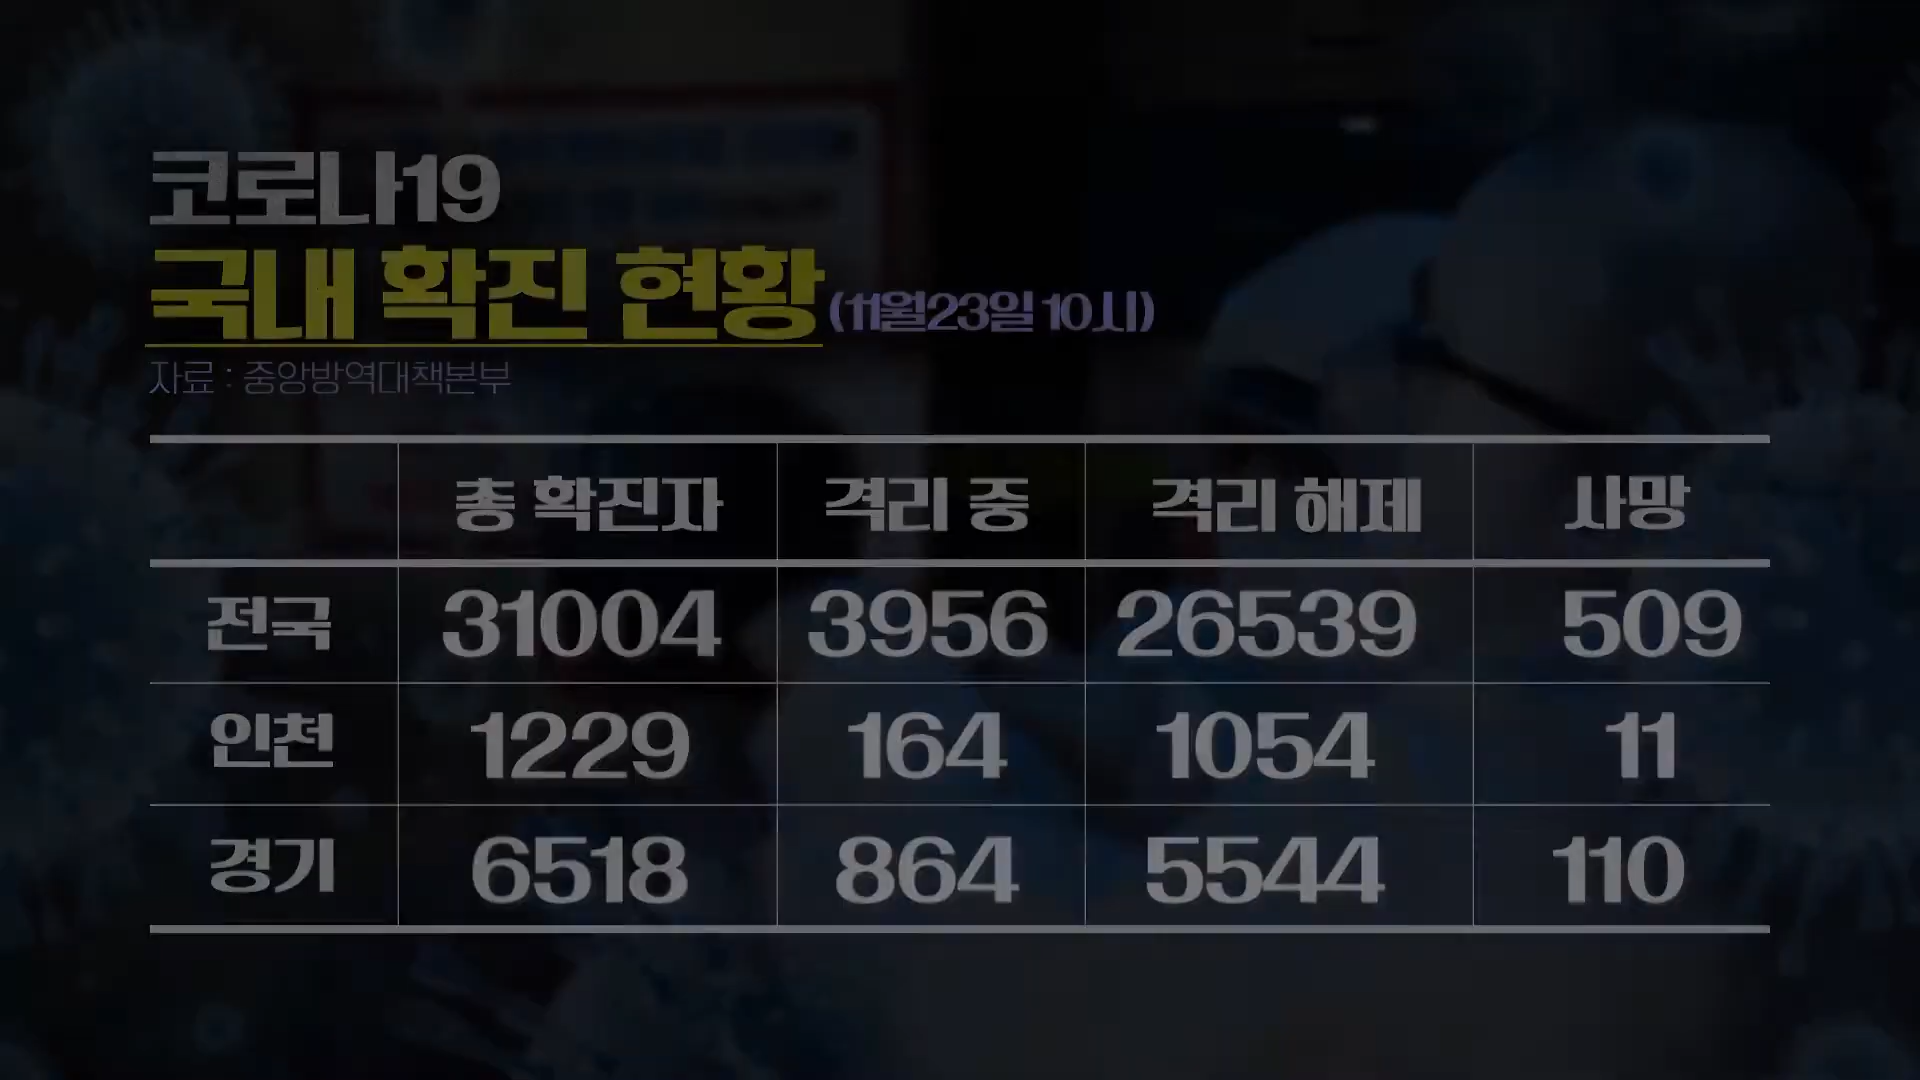 코로나19
국내 확진 현황 (11월23일 10시)
자료 : 중앙방역대책본부
총 확진자 격리 중 격리 해제 사망
전국 31004 3956 26539 509
인천 1229 164 1054 11
경기 6518 864 5544 110